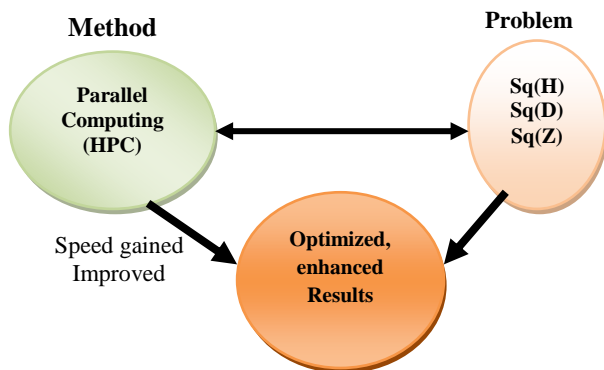 Method
Problem
Parallel
Computing
(HPC)
Sq(H)
Sq(D)
Sq(Z)
Speed gained
Improved
Optimized,
enhanced
Results